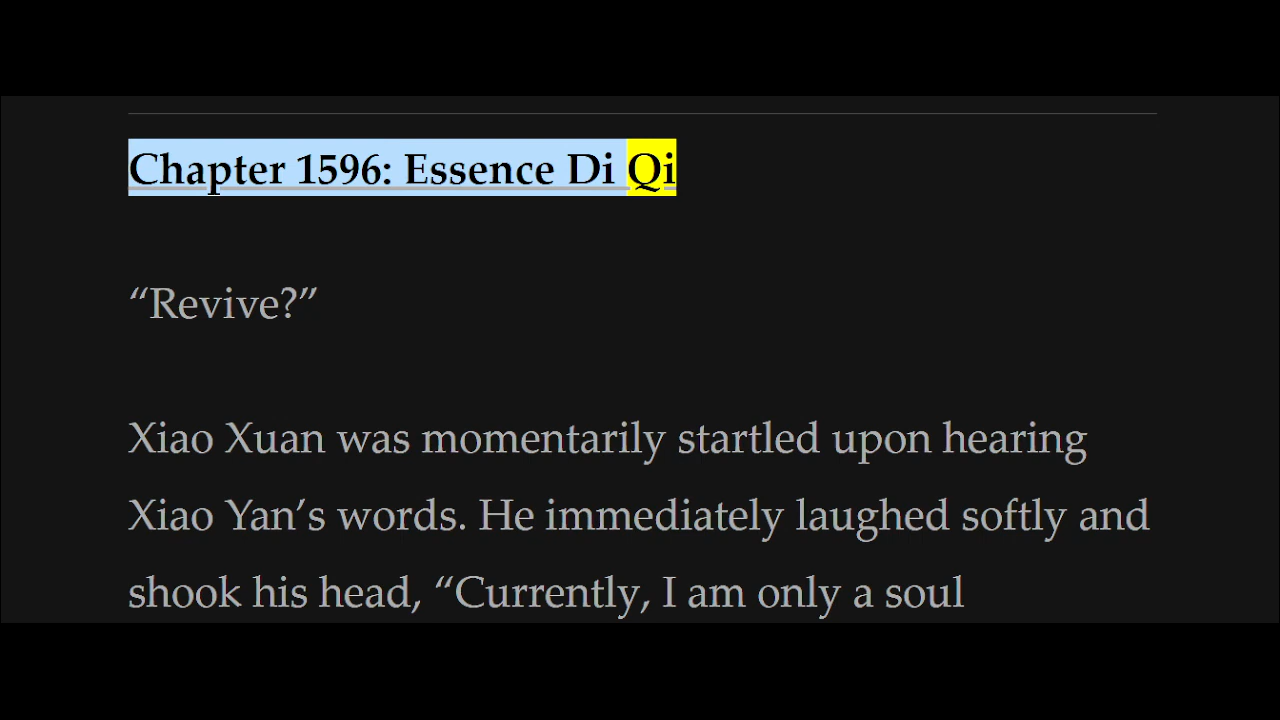 Chapter 1596: Essence Di Qi
“Revive?”
Xiao Xuan was momentarily startled upon hearing
Xiao Yan’s words. He immediately laughed softly and
shook his head, “Currently, I am only a soul